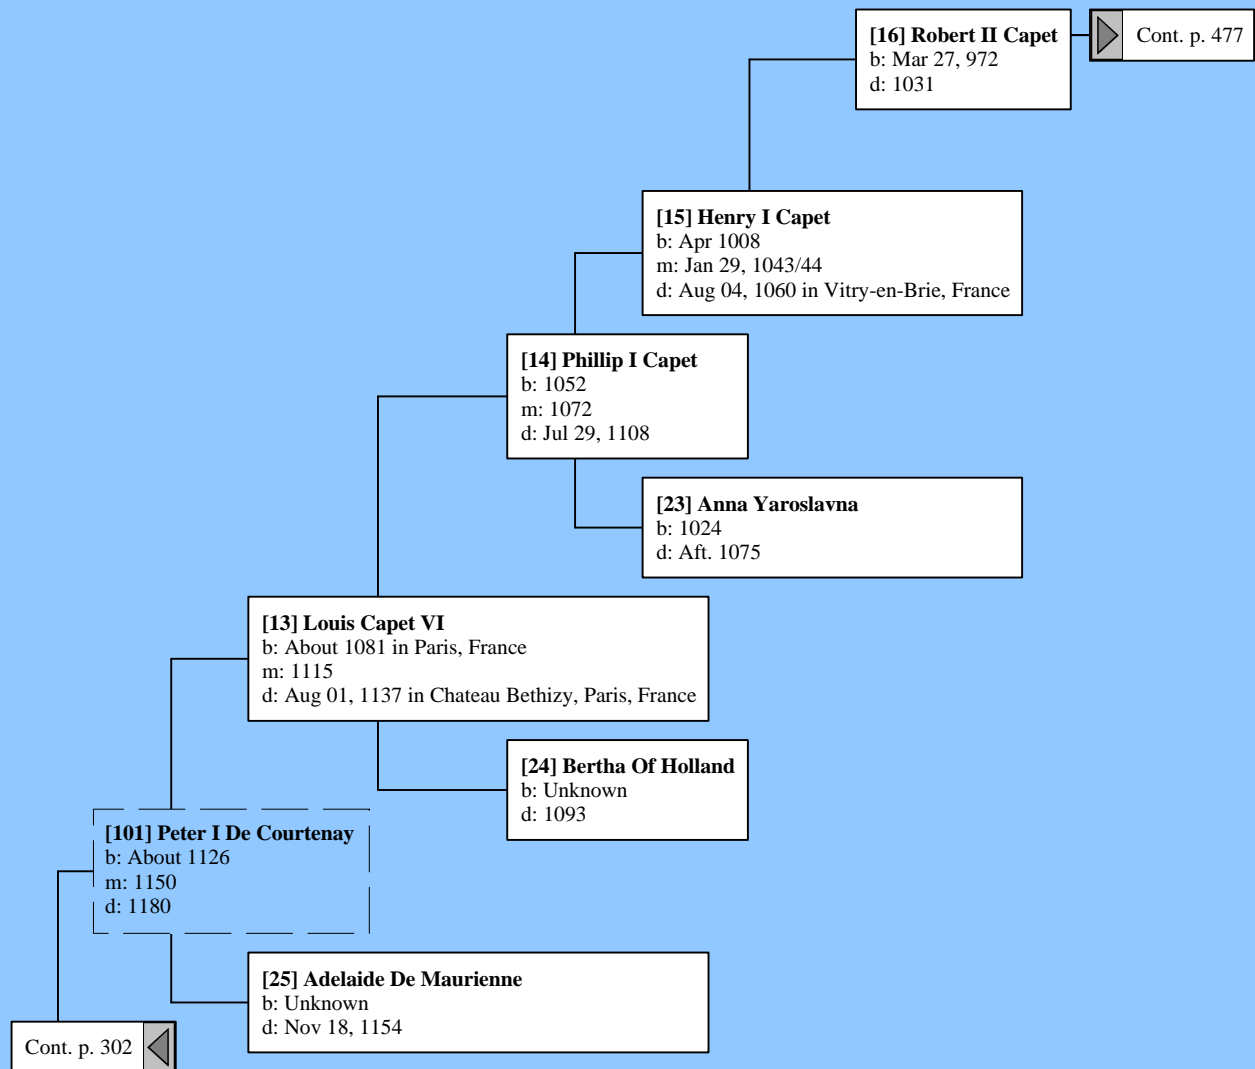 [16] Robert II Capet
b: Mar 27, 972
d: 1031
Cont. p. 477
[15] Henry I Capet
b: Apr 1008
m: Jan 29, 1043/44
d: Aug 04, 1060 in Vitry-en-Brie, France
[14] Phillip I Capet
b: 1052
m: 1072
d: Jul 29, 1108
[23] Anna Yaroslavna
b: 1024
d: Aft. 1075
[13] Louis Capet VI
b: About 1081 in Paris, France
m: 1115
d: Aug 01, 1137 in Chateau Bethizy, Paris, France
[24] Bertha Of Holland
b: Unknown
d: 1093
[101] Peter I De Courtenay
b: About 1126
m: 1150
d: 1180
[25] Adelaide De Maurienne
b: Unknown
d: Nov 18, 1154
Cont. p. 302